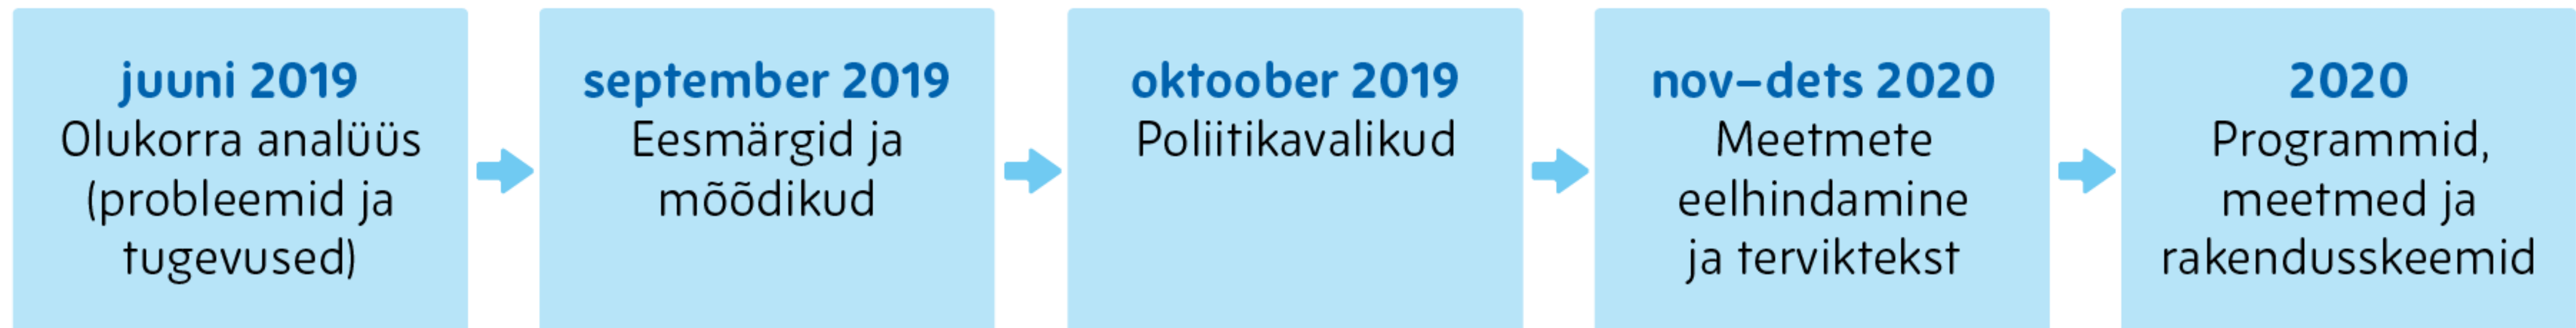 juuni 2019
Olukorra analüüs
(probleemid ja
tugevused)
september 2019
Eesmärgid ja
mõõdikud
oktoober 2019
Poliitikavalikud
nov–dets 2020
Meetmete
eelhindamine
ja terviktekst
2020
Programmid,
meetmed ja
rakendusskeemid